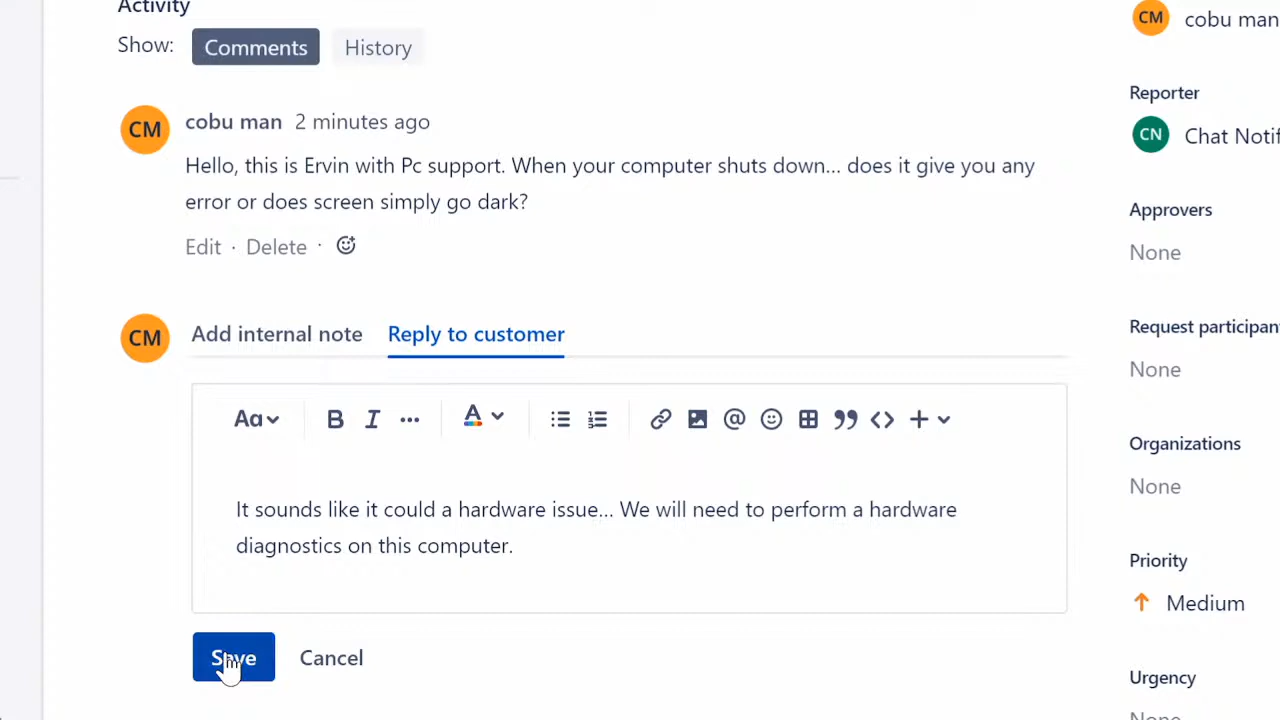 Activity
Show: Comments History
CM cobu man 2 minutes ago
Hello, this is Ervin with Pc support. When your computer shuts down... does it give you any
error or does screen simply go dark?
Edit · Delete ·
CM Add internal note Reply to customer
Aa B I ... A
It sounds like it could a hardware issue... We will need to perform a hardware
diagnostics on this computer.
Save Cancel
CM cobu man
Reporter
CN Chat Notif
Approvers
None
Request participan
None
Organizations
None
Priority
Medium
Urgency
None